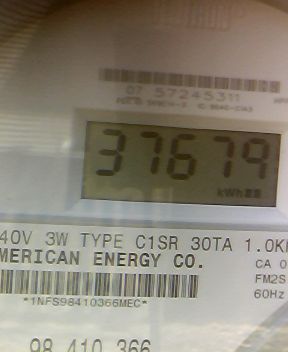 07 57245311
37679
kWh
40V 3W TYPE C1SR 30TA 1.0K
MERICAN ENERGY CO.
CA 0
FM2S
*1NFS98410366MEC*
60Hz
98 410 366